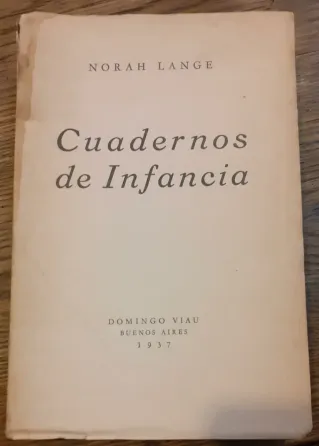 NORAH LANGE
Cuadernos
de Infancia
DOMINGO VIAU
BUENOS AIRES
1937